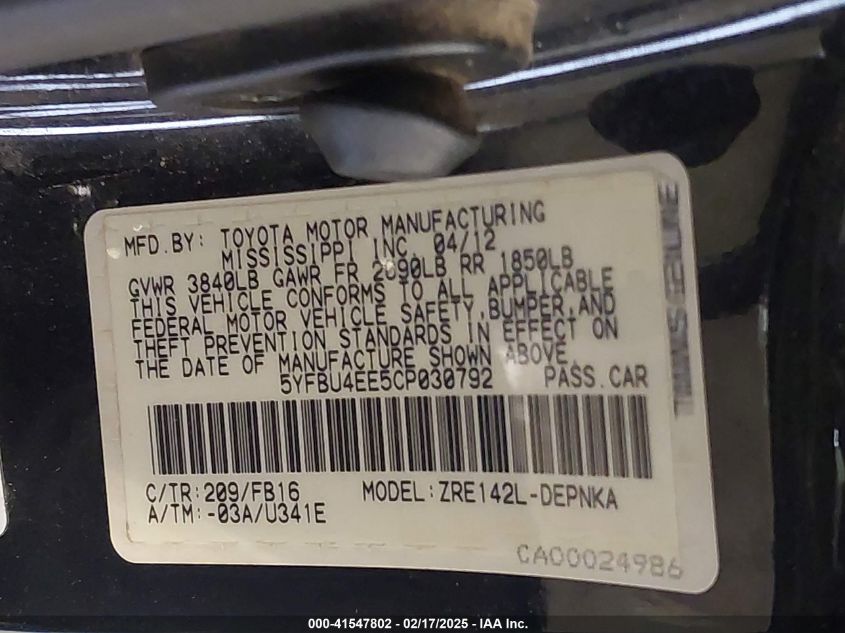 MFD.BY: TOYOTA MOTOR MANUFACTURING
MISSISSIPPI INC. 04/12
GVWR 3840LB GAWR FR 2090LB RR 1850LB
THIS VEHICLE CONFORMS TO ALL APPLICABLE
FEDERAL MOTOR VEHICLE SAFETY,BUMPER,AND
THEFT PREVENTION STANDARDS IN EFFECT ON
THE DATE OF MANUFACTURE SHOWN ABOVE.
5YFBU4EE5CP030792 PASS.CAR
C/TR:209/FB16 MODEL:ZRE142L-DEPNKA
A/TM:-03A/U341E
CA00024986
000-41547802 - 02/17/2025 - IAA Inc.